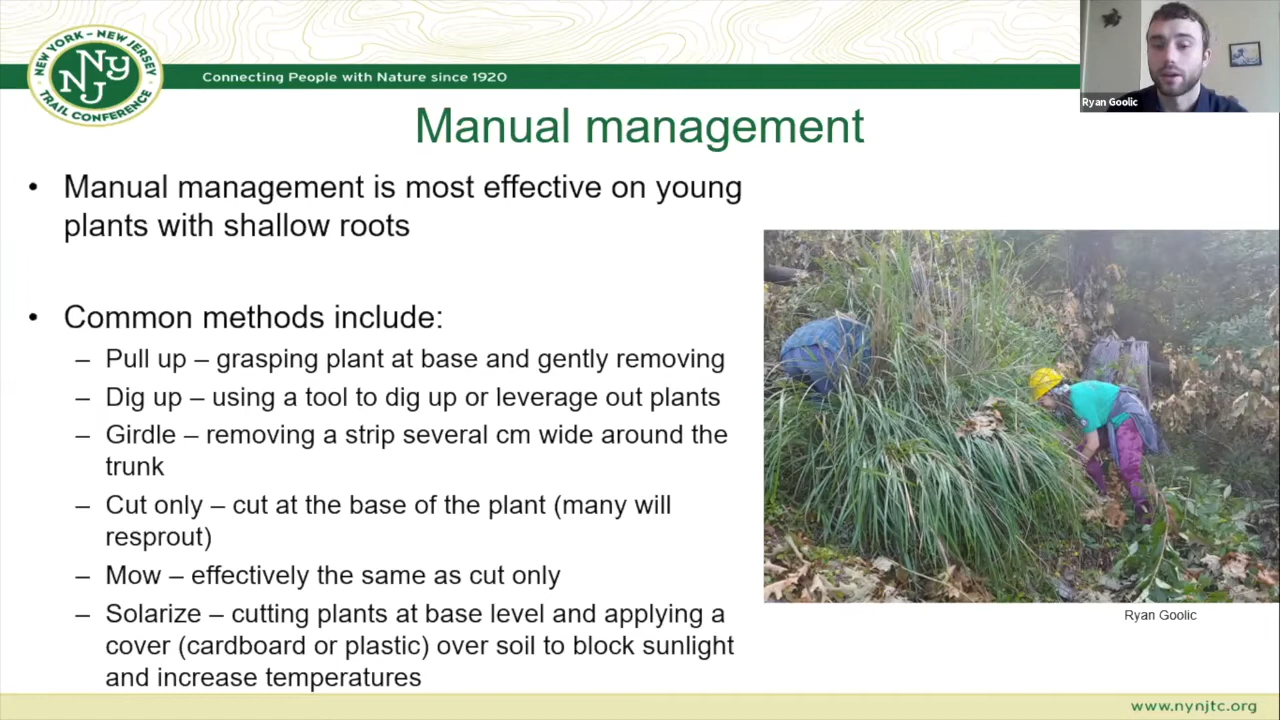 NEW YORK – NEW JERSEY
NY
NJ
TRAIL CONFERENCE
Connecting People with Nature since 1920
Ryan Goolic
Manual management
• Manual management is most effective on young
plants with shallow roots
• Common methods include:
– Pull up – grasping plant at base and gently removing
– Dig up – using a tool to dig up or leverage out plants
– Girdle – removing a strip several cm wide around the
trunk
– Cut only – cut at the base of the plant (many will
resprout)
– Mow – effectively the same as cut only
– Solarize – cutting plants at base level and applying a
cover (cardboard or plastic) over soil to block sunlight
and increase temperatures
Ryan Goolic
www.nynjtc.org